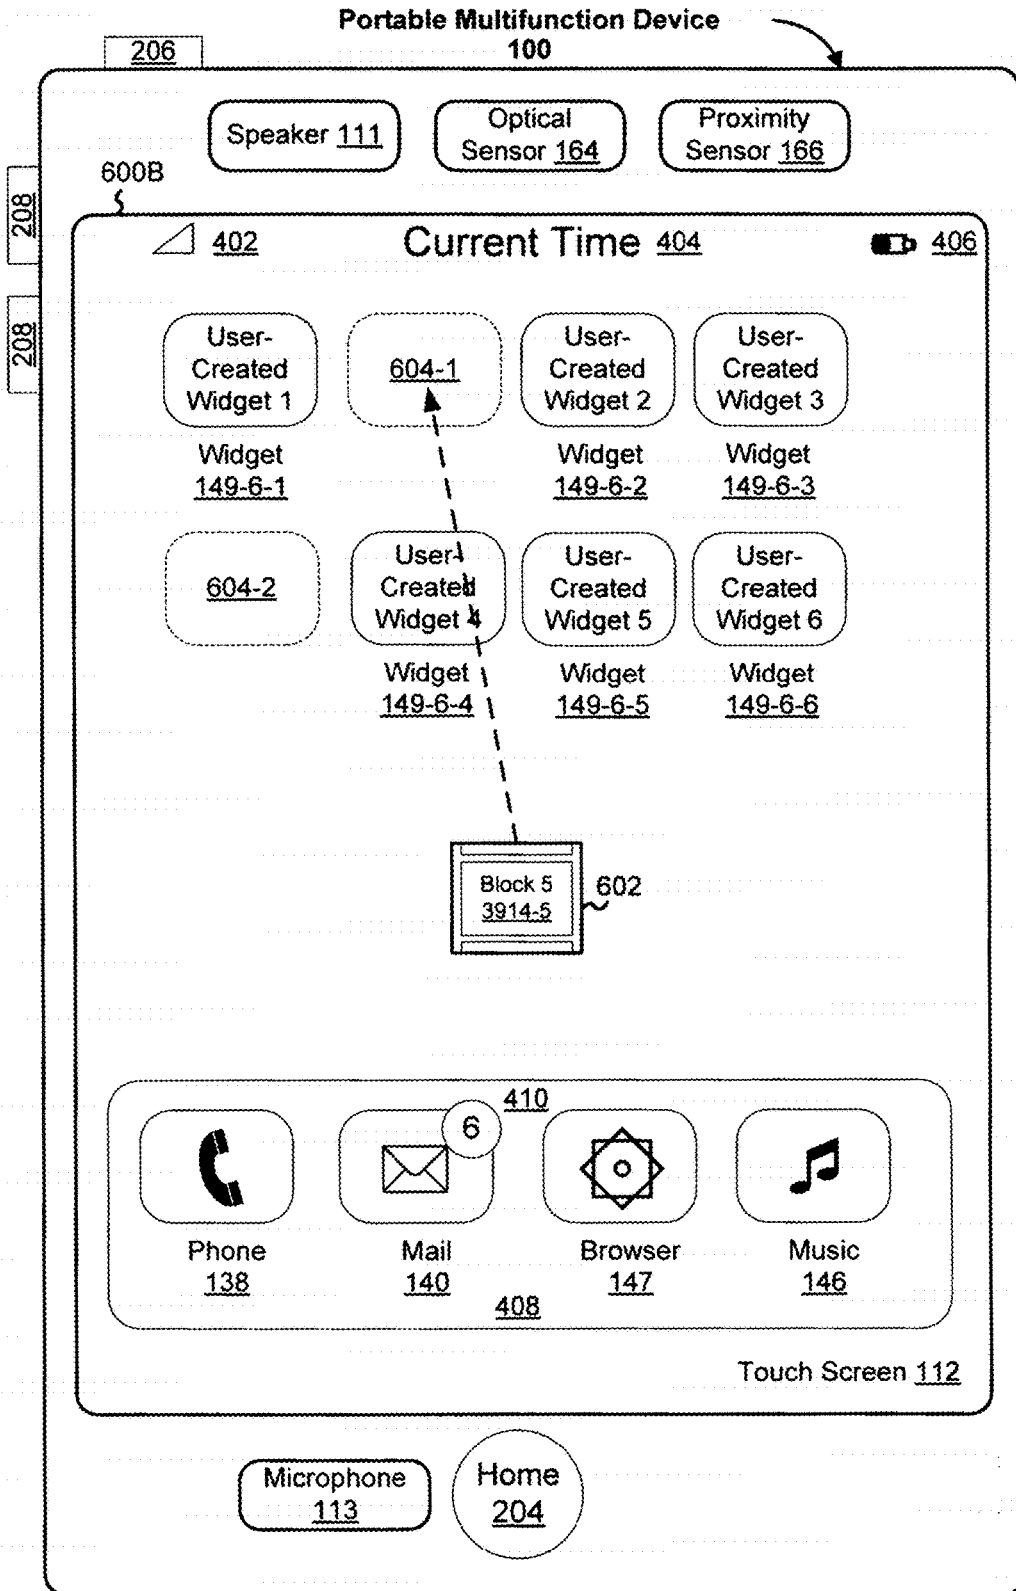 Portable Multifunction Device
100
206
Speaker 111
Optical
Sensor 164
Proximity
Sensor 166
600B
208
208
402
Current Time 404
406
User-
Created
Widget 1
604-1
User-
Created
Widget 2
User-
Created
Widget 3
Widget
149-6-1
Widget
149-6-2
Widget
149-6-3
604-2
User-
Created
Widget 4
User-
Created
Widget 5
User-
Created
Widget 6
Widget
149-6-4
Widget
149-6-5
Widget
149-6-6
Block 5
3914-5
602
410
6
Phone
138
Mail
140
Browser
147
Music
146
408
Touch Screen 112
Microphone
113
Home
204